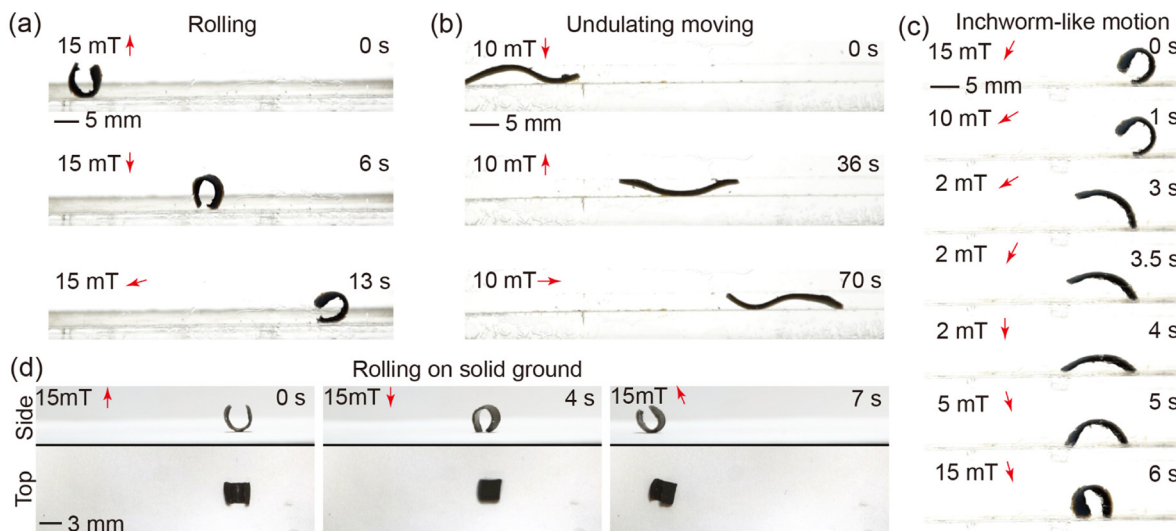 (a)
Rolling
15 mT
0 s
5 mm
15 mT
6 s
15 mT
13 s
(b)
Undulating moving
10 mT
0 s
5 mm
10 mT
36 s
10 mT
70 s
(c)
Inchworm-like motion
15 mT
0 s
5 mm
10 mT
1 s
2 mT
3 s
2 mT
3.5 s
2 mT
4 s
5 mT
5 s
15 mT
6 s
(d)
Rolling on solid ground
Side
15mT
0 s
15mT
4 s
15mT
7 s
Top
3 mm